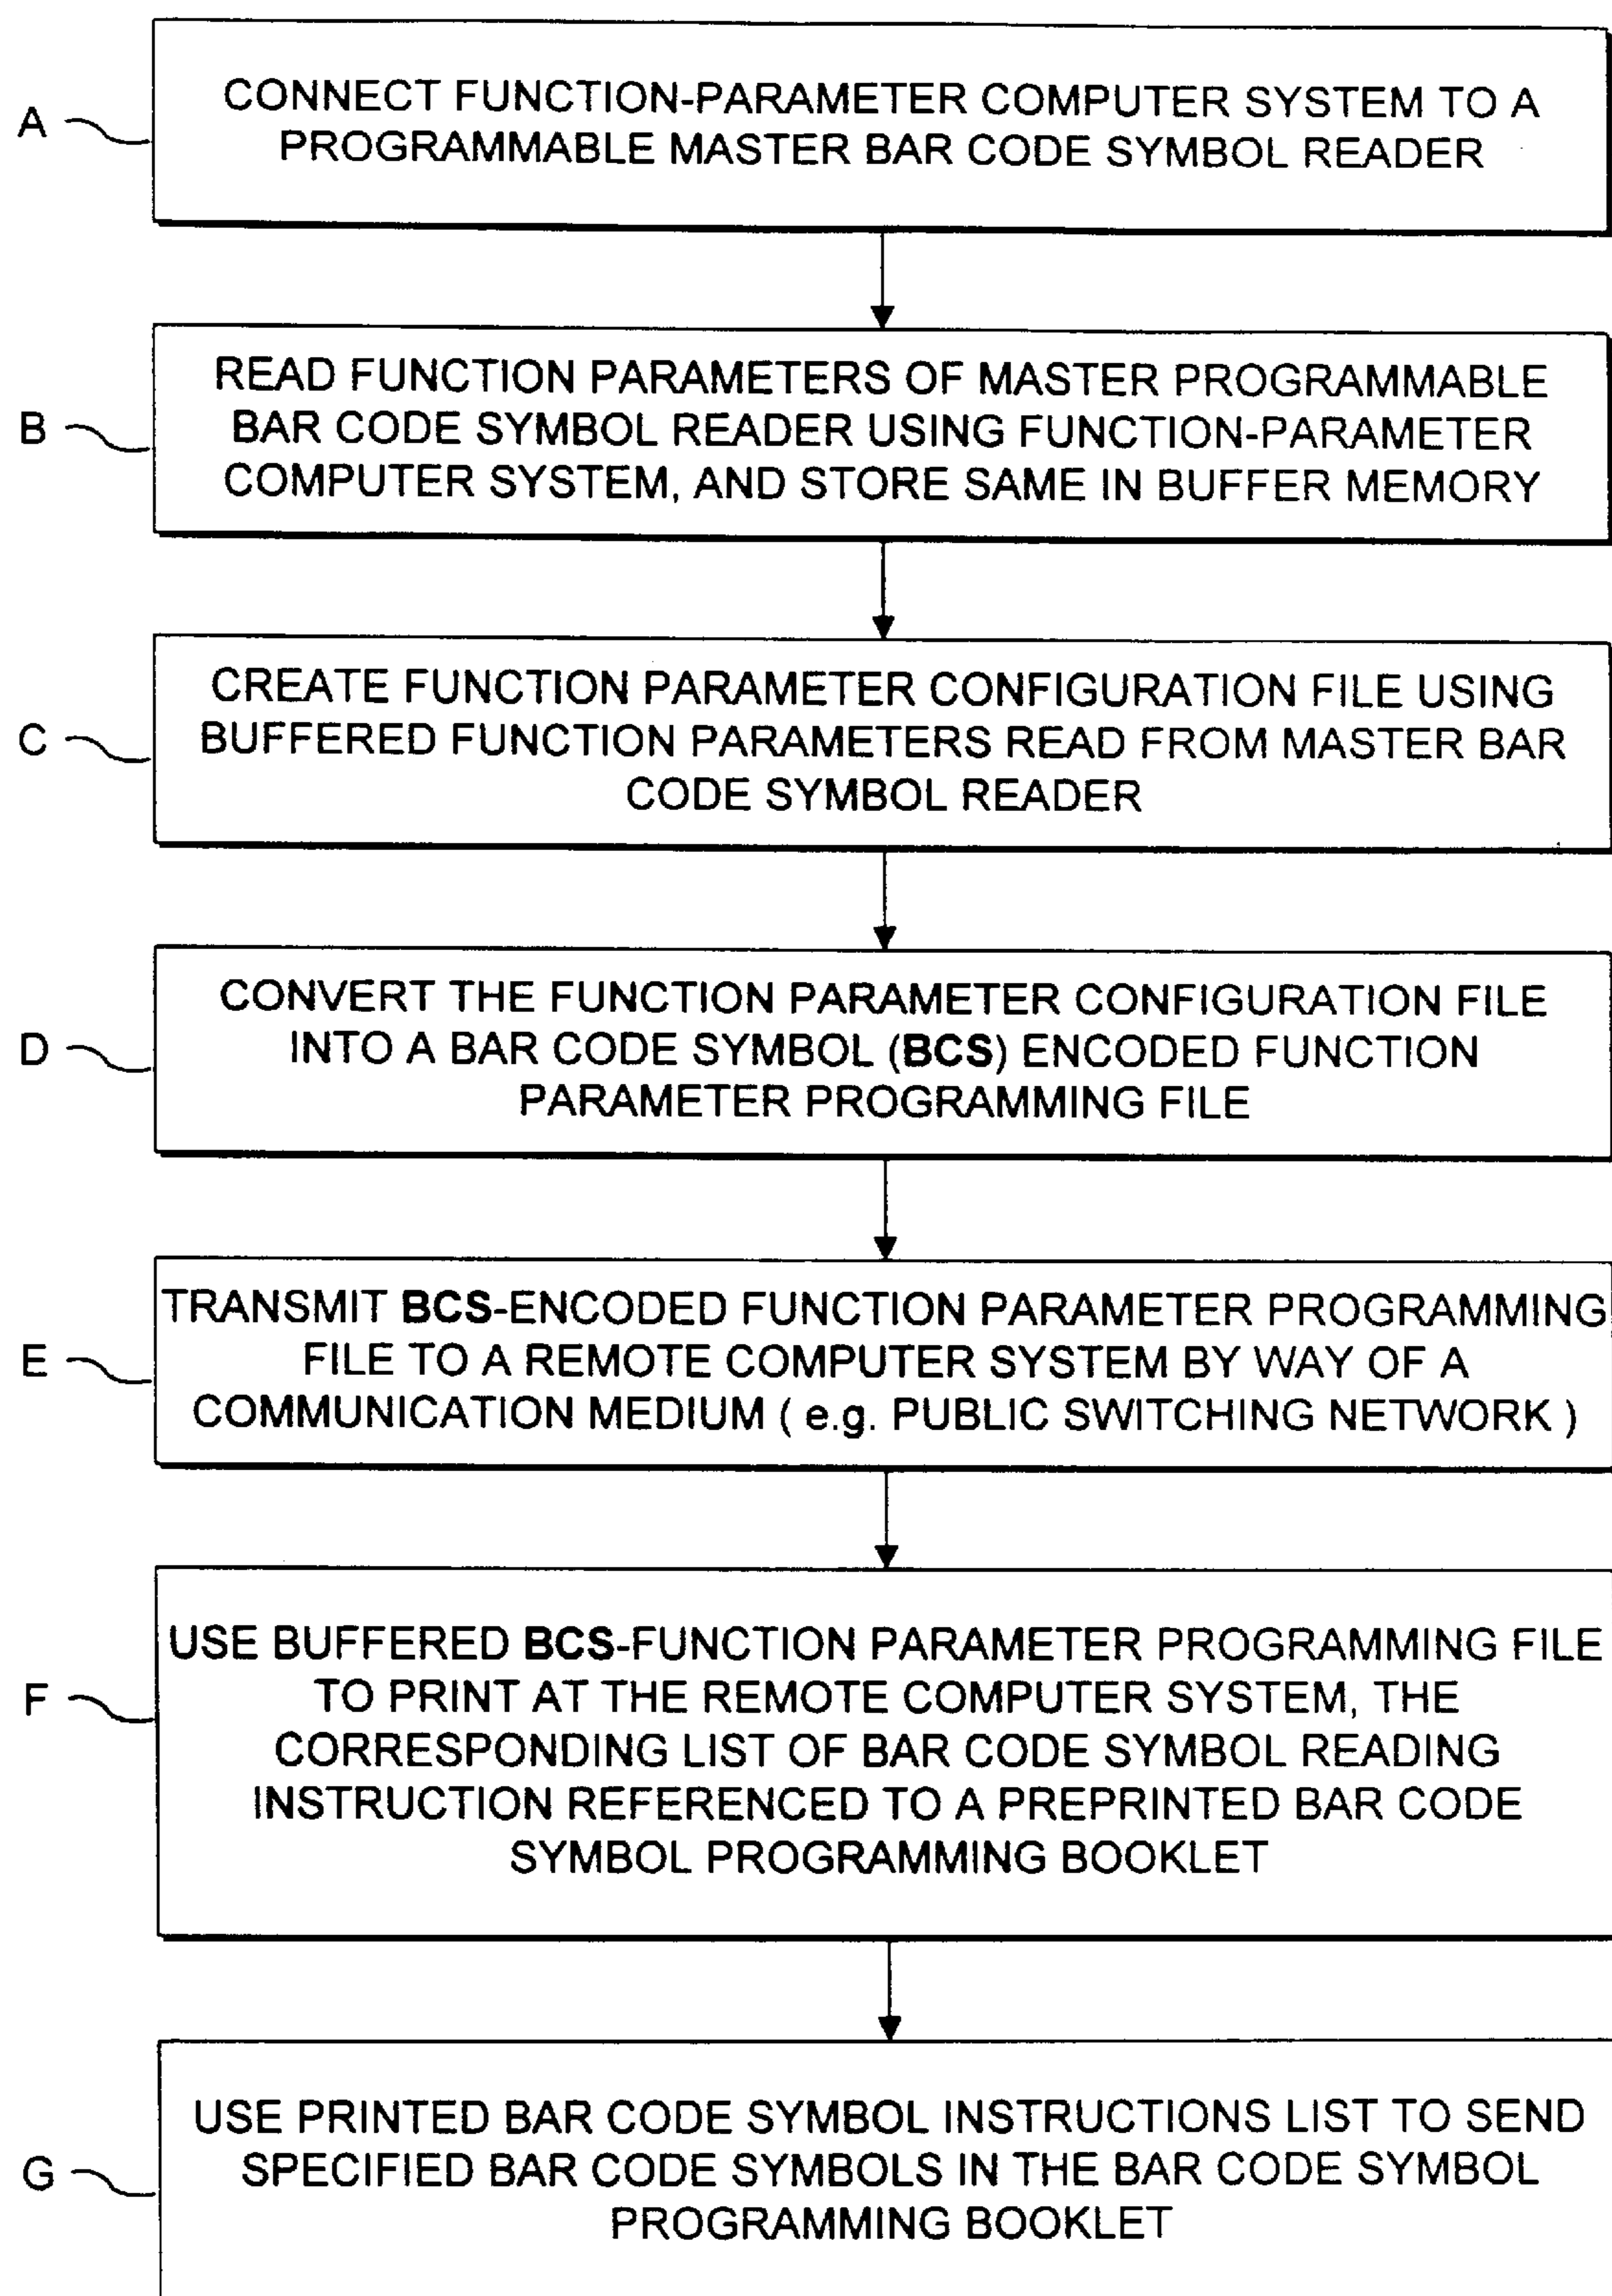 A
CONNECT FUNCTION-PARAMETER COMPUTER SYSTEM TO A
PROGRAMMABLE MASTER BAR CODE SYMBOL READER
B
READ FUNCTION PARAMETERS OF MASTER PROGRAMMABLE
BAR CODE SYMBOL READER USING FUNCTION-PARAMETER
COMPUTER SYSTEM, AND STORE SAME IN BUFFER MEMORY
C
CREATE FUNCTION PARAMETER CONFIGURATION FILE USING
BUFFERED FUNCTION PARAMETERS READ FROM MASTER BAR
CODE SYMBOL READER
D
CONVERT THE FUNCTION PARAMETER CONFIGURATION FILE
INTO A BAR CODE SYMBOL (BCS) ENCODED FUNCTION
PARAMETER PROGRAMMING FILE
E
TRANSMIT BCS-ENCODED FUNCTION PARAMETER PROGRAMMING
FILE TO A REMOTE COMPUTER SYSTEM BY WAY OF A
COMMUNICATION MEDIUM ( e.g. PUBLIC SWITCHING NETWORK )
F
USE BUFFERED BCS-FUNCTION PARAMETER PROGRAMMING FILE
TO PRINT AT THE REMOTE COMPUTER SYSTEM, THE
CORRESPONDING LIST OF BAR CODE SYMBOL READING
INSTRUCTION REFERENCED TO A PREPRINTED BAR CODE
SYMBOL PROGRAMMING BOOKLET
G
USE PRINTED BAR CODE SYMBOL INSTRUCTIONS LIST TO SEND
SPECIFIED BAR CODE SYMBOLS IN THE BAR CODE SYMBOL
PROGRAMMING BOOKLET